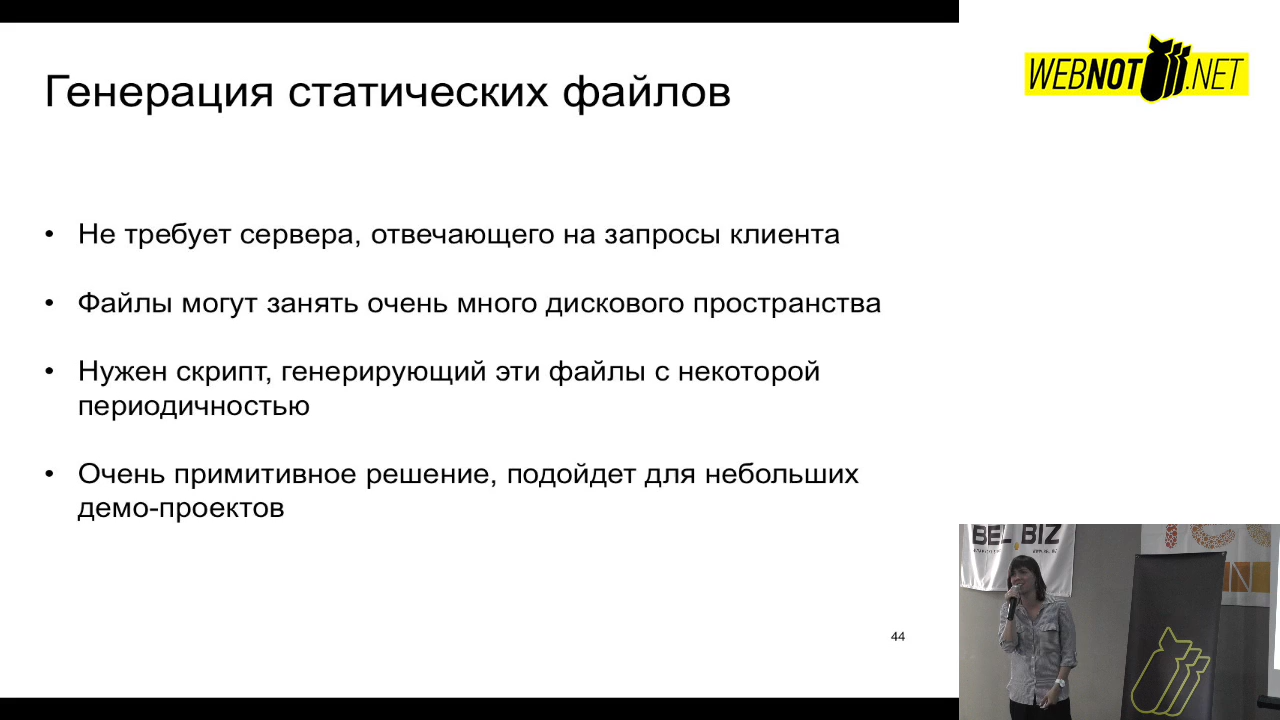 Генерация статических файлов
WEBNOT.NET
• Не требует сервера, отвечающего на запросы клиента
• Файлы могут занять очень много дискового пространства
• Нужен скрипт, генерирующий эти файлы с некоторой
периодичностью
• Очень примитивное решение, подойдет для небольших
демо-проектов
44
BEL.BIZ